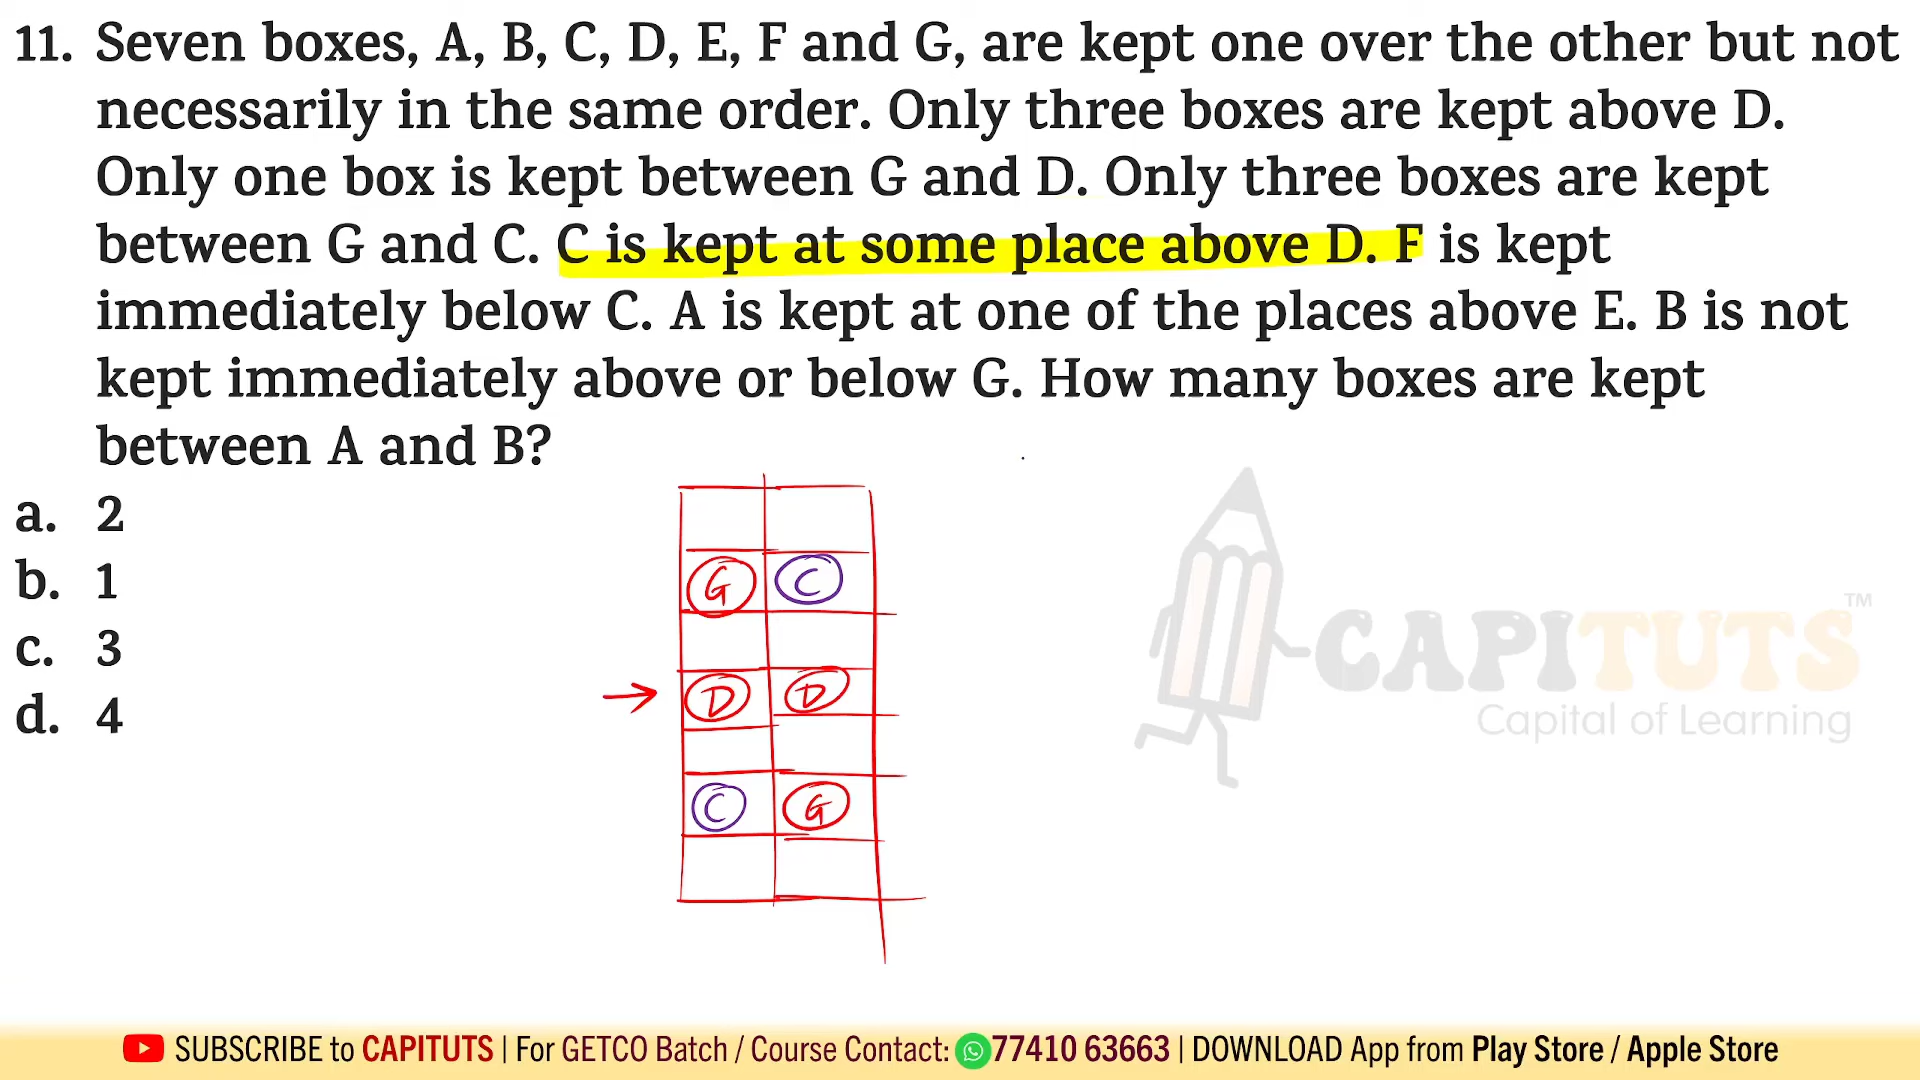 11. Seven boxes, A, B, C, D, E, F and G, are kept one over the other but not
necessarily in the same order. Only three boxes are kept above D.
Only one box is kept between G and D. Only three boxes are kept
between G and C. C is kept at some place above D. F is kept
immediately below C. A is kept at one of the places above E. B is not
kept immediately above or below G. How many boxes are kept
between A and B?
a. 2
b. 1
c. 3
d. 4
G C
D D
C G
CAPITUTS TM
Capital of Learning
SUBSCRIBE to CAPITUTS | For GETCO Batch / Course Contact: 77410 63663 | DOWNLOAD App from Play Store / Apple Store